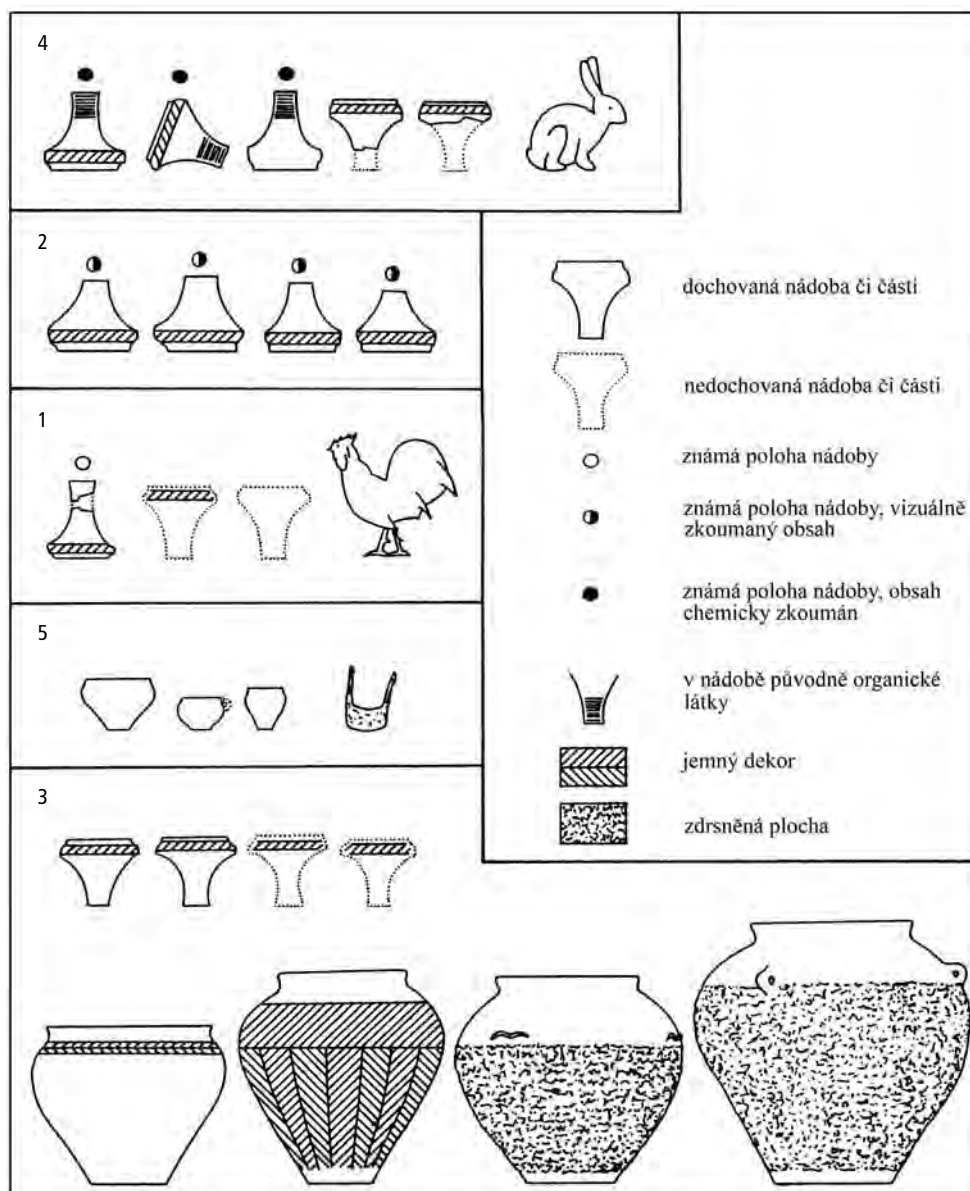 4
2
1
5
3
dochovaná nádoba či části
nedochovaná nádoba či části
známá poloha nádoby
známá poloha nádoby, vizuálně
zkoumaný obsah
známá poloha nádoby, obsah
chemicky zkoumán
v nádobě původně organické
látky
jemný dekor
zdrsněná plocha